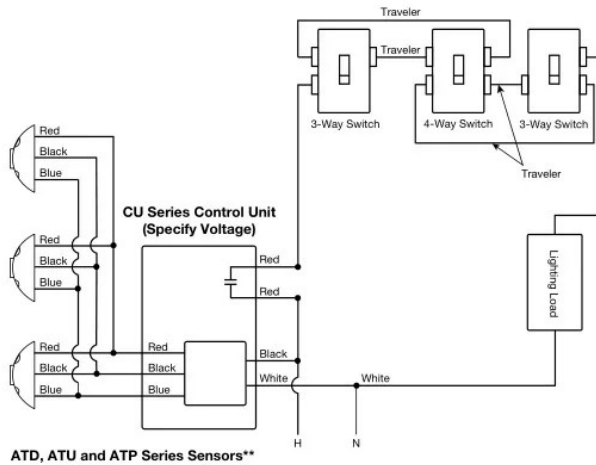 Traveler
Traveler
3-Way Switch
4-Way Switch
3-Way Switch
Traveler
Red
Black
Blue
CU Series Control Unit
(Specify Voltage)
Red
Black
Blue
Red
Red
Lighting Load
Red
Black
Blue
Red
Black
Blue
Black
White
White
H
N
ATD, ATU and ATP Series Sensors**